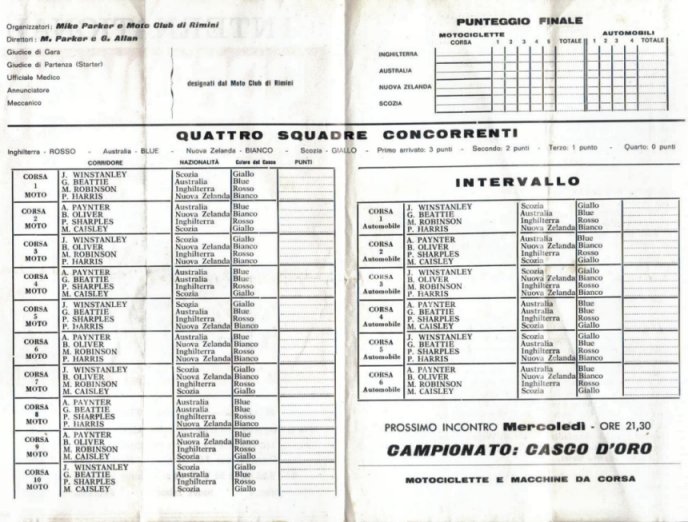 Organizzatori: Mike Parker e Moto Club di Rimini
Direttori: M. Parker e G. Allan
Giudice di Gara
Giudice di Partenza (Starter)
Ufficiale Medico
Annunciatore
Meccanico
designati dal Moto Club di Rimini
PUNTEGGIO FINALE
MOTOCICLETTE AUTOMOBILI
CORSA 1 2 3 4 5 TOTALE 1 2 3 4 TOTALE
INGHILTERRA
AUSTRALIA
NUOVA ZELANDA
SCOZIA
QUATTRO SQUADRE CONCORRENTI
Inghilterra - ROSSO - Australia - BLUE - Nuova Zelanda - BIANCO - Scozia - GIALLO - Primo arrivato: 3 punti - Secondo: 2 punti - Terzo: 1 punto - Quarto: 0 punti
CORRIDORE NAZIONALITÀ Colore del Casco PUNTI
CORSA 1 MOTO
J. WINSTANLEY Scozia Giallo
G. BEATTIE Australia Blue
M. ROBINSON Inghilterra Rosso
P. HARRIS Nuova Zelanda Bianco
CORSA 2 MOTO
A. PAYNTER Australia Blue
B. OLIVER Nuova Zelanda Bianco
P. SHARPLES Inghilterra Rosso
M. CAISLEY Scozia Giallo
CORSA 3 MOTO
J. WINSTANLEY Scozia Giallo
B. OLIVER Nuova Zelanda Bianco
M. ROBINSON Inghilterra Rosso
P. HARRIS Nuova Zelanda Bianco
CORSA 4 MOTO
A. PAYNTER Australia Blue
G. BEATTIE Australia Blue
P. SHARPLES Inghilterra Rosso
M. CAISLEY Scozia Giallo
CORSA 5 MOTO
J. WINSTANLEY Scozia Giallo
G. BEATTIE Australia Blue
P. SHARPLES Inghilterra Rosso
P. HARRIS Nuova Zelanda Bianco
CORSA 6 MOTO
A. PAYNTER Australia Blue
B. OLIVER Nuova Zelanda Bianco
M. ROBINSON Inghilterra Rosso
P. HARRIS Nuova Zelanda Bianco
CORSA 7 MOTO
J. WINSTANLEY Scozia Giallo
B. OLIVER Nuova Zelanda Bianco
M. ROBINSON Inghilterra Rosso
M. CAISLEY Scozia Giallo
CORSA 8 MOTO
A. PAYNTER Australia Blue
G. BEATTIE Australia Blue
P. SHARPLES Inghilterra Rosso
P. HARRIS Nuova Zelanda Bianco
CORSA 9 MOTO
A. PAYNTER Australia Blue
B. OLIVER Nuova Zelanda Bianco
M. ROBINSON Inghilterra Rosso
M. CAISLEY Scozia Giallo
CORSA 10 MOTO
J. WINSTANLEY Scozia Giallo
G. BEATTIE Australia Blue
P. SHARPLES Inghilterra Rosso
M. CAISLEY Scozia Giallo
INTERVALLO
CORSA 1 Automobile
J. WINSTANLEY Scozia Giallo
G. BEATTIE Australia Blue
M. ROBINSON Inghilterra Rosso
P. HARRIS Nuova Zelanda Bianco
CORSA 2 Automobile
A. PAYNTER Australia Blue
B. OLIVER Nuova Zelanda Bianco
P. SHARPLES Inghilterra Rosso
M. CAISLEY Scozia Giallo
CORSA 3 Automobile
J. WINSTANLEY Scozia Giallo
B. OLIVER Nuova Zelanda Bianco
M. ROBINSON Inghilterra Rosso
P. HARRIS Nuova Zelanda Bianco
CORSA 4 Automobile
A. PAYNTER Australia Blue
G. BEATTIE Australia Blue
P. SHARPLES Inghilterra Rosso
M. CAISLEY Scozia Giallo
CORSA 5 Automobile
J. WINSTANLEY Scozia Giallo
G. BEATTIE Australia Blue
P. SHARPLES Inghilterra Rosso
P. HARRIS Nuova Zelanda Bianco
CORSA 6 Automobile
A. PAYNTER Australia Blue
B. OLIVER Nuova Zelanda Bianco
M. ROBINSON Inghilterra Rosso
M. CAISLEY Scozia Giallo
PROSSIMO INCONTRO Mercoledì - ORE 21,30
CAMPIONATO: CASCO D'ORO
MOTOCICLETTE E MACCHINE DA CORSA